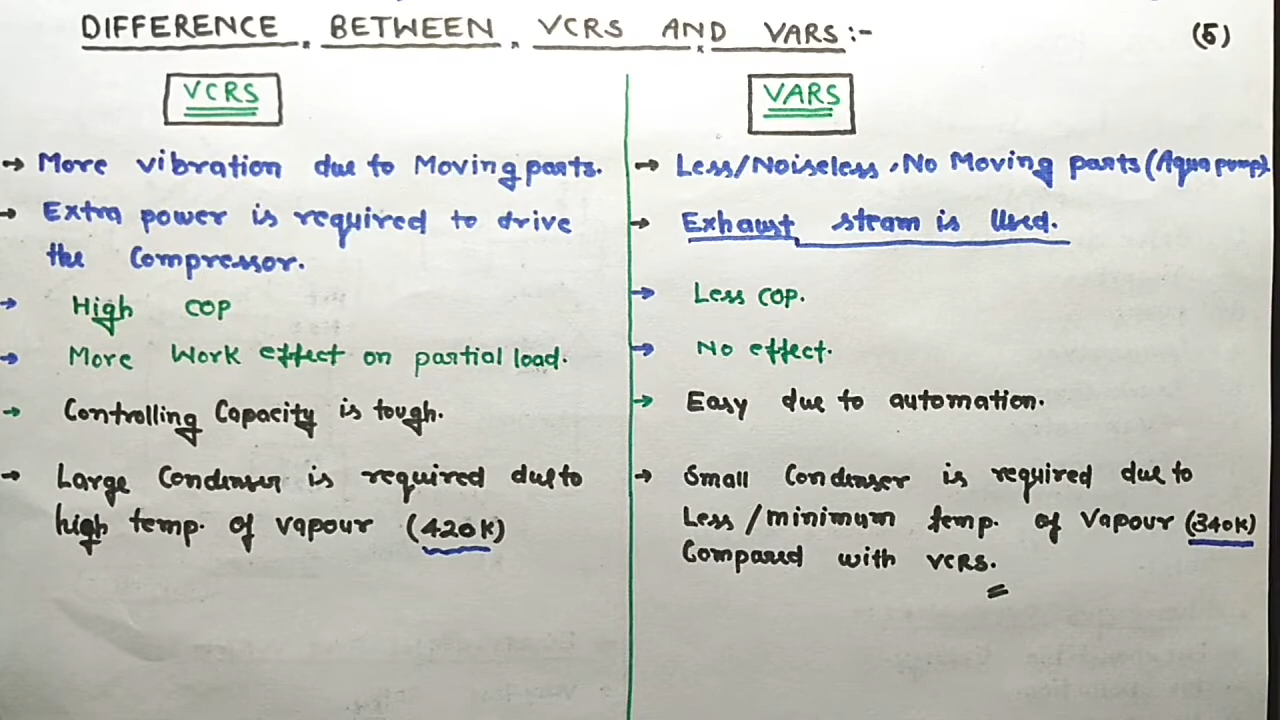 DIFFERENCE BETWEEN VCRS AND VARS:-
(5)
VCRS
→ More vibration due to Moving parts.
→ Extra power is required to drive
the Compressor.
→ High COP
→ More Work effect on partial load.
→ Controlling Capacity is tough.
→ Large Condenser is required due to
high temp. of vapour (420K)
VARS
→ Less/Noiseless, No Moving parts (Aqua pump).
→ Exhaust steam is Used.
→ Less COP.
→ No effect.
→ Easy due to automation.
→ Small Condenser is required due to
Less/minimum temp. of Vapour (340K)
Compared with VCRS.